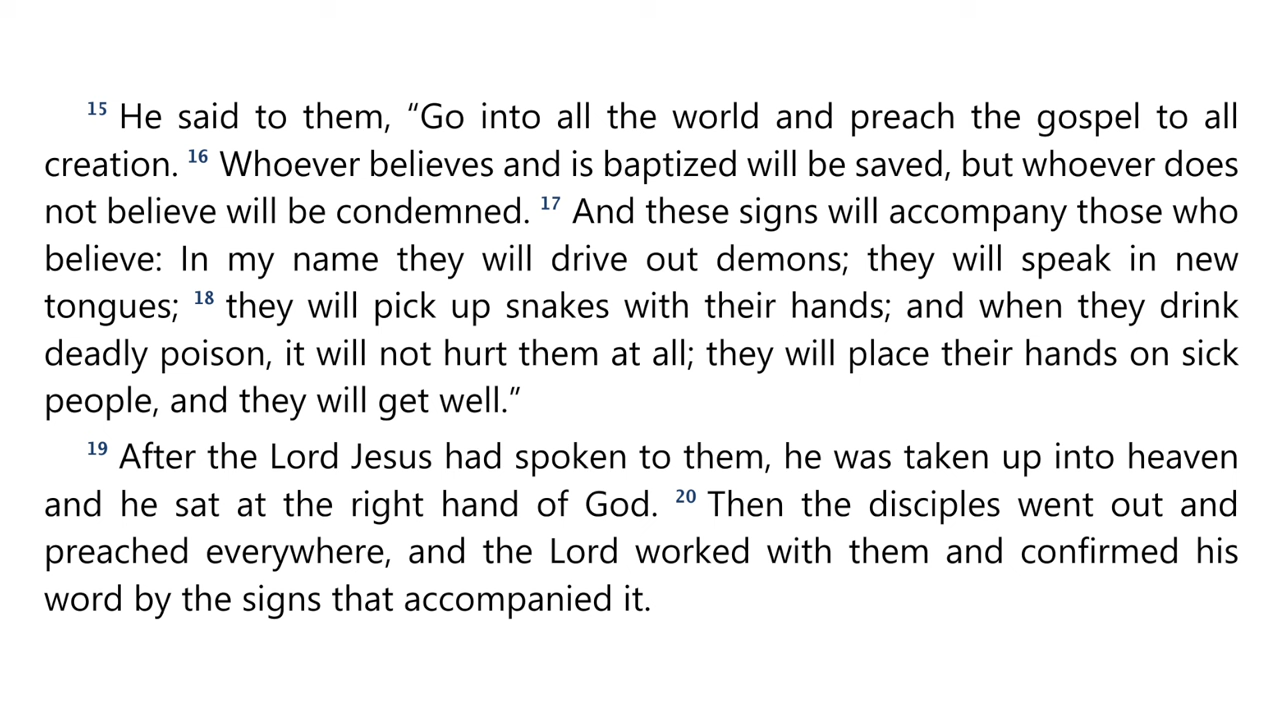 15 He said to them, “Go into all the world and preach the gospel to all
creation. 16 Whoever believes and is baptized will be saved, but whoever does
not believe will be condemned. 17 And these signs will accompany those who
believe: In my name they will drive out demons; they will speak in new
tongues; 18 they will pick up snakes with their hands; and when they drink
deadly poison, it will not hurt them at all; they will place their hands on sick
people, and they will get well.”
19 After the Lord Jesus had spoken to them, he was taken up into heaven
and he sat at the right hand of God. 20 Then the disciples went out and
preached everywhere, and the Lord worked with them and confirmed his
word by the signs that accompanied it.